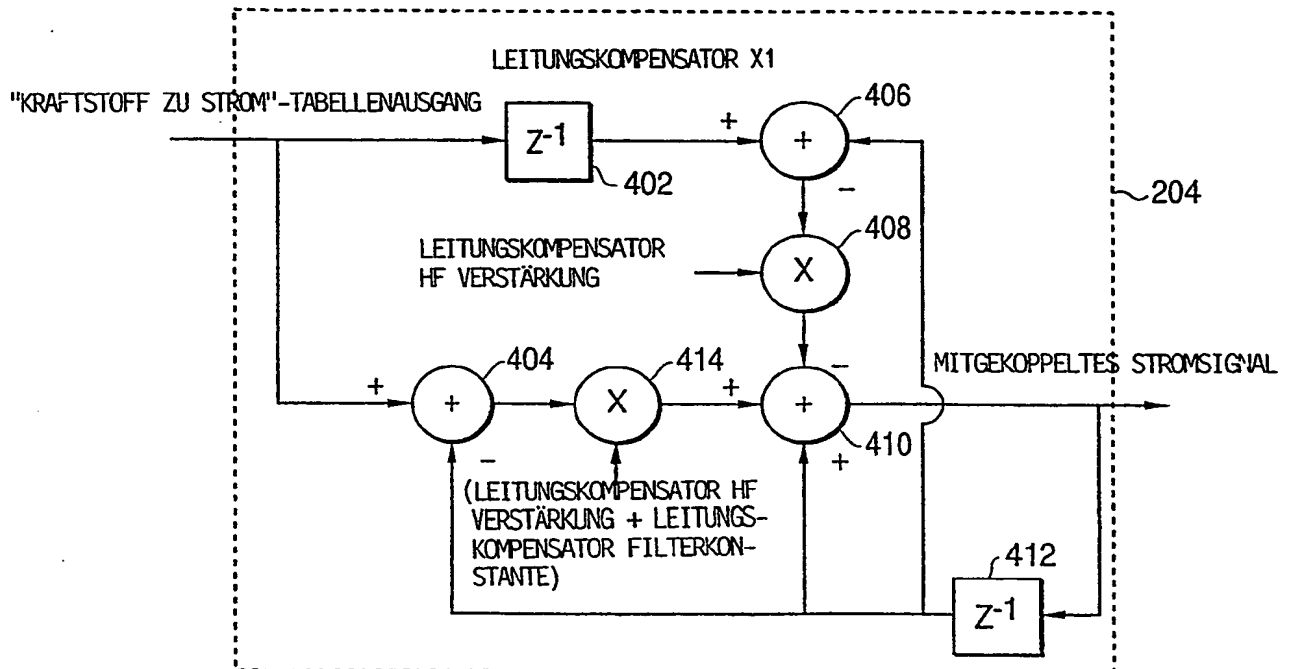 LEITUNGSKOMPENSATOR X1
"KRAFTSTOFF ZU STROM"-TABELLENAUSGANG
406
+
+
Z-1
402
−
204
408
LEITUNGSKOMPENSATOR
HF VERSTÄRKUNG
X
404
414
−
MITGEKOPPELTES STROMSIGNAL
+
+
X
+
+
410
−
+
(LEITUNGSKOMPENSATOR HF
VERSTÄRKUNG + LEITUNGS-
KOMPENSATOR FILTERKON-
STANTE)
412
Z-1